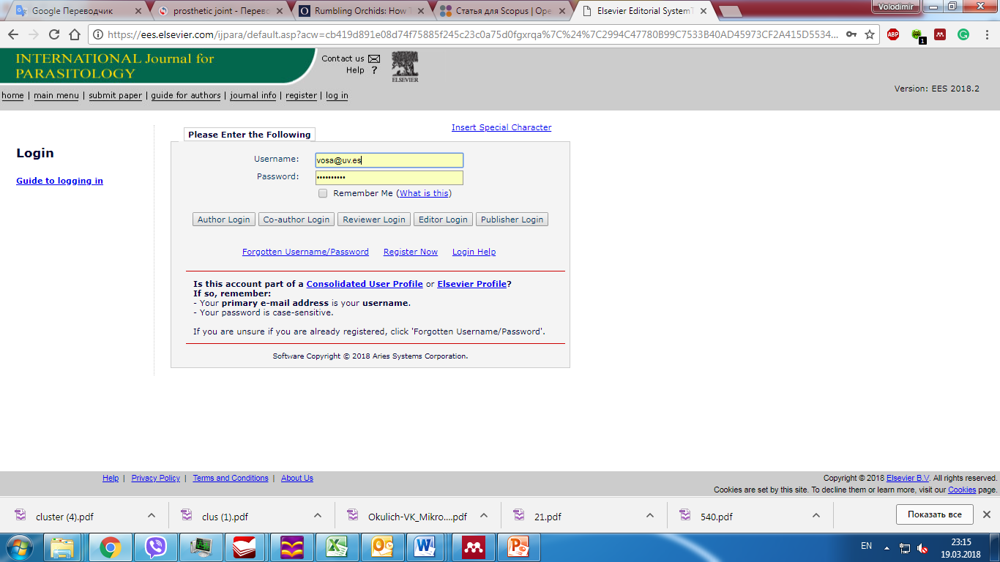 Google Переводчик
prosthetic joint - Перево
Rumbling Orchids: How T
Статья для Scopus | Ope
Elsevier Editorial SystemT
Volodimir
https://ees.elsevier.com/ijpara/default.asp?acw=cb419d891e08d74f75885f245c23c0a75d0fgxrqa%7C%24%7C2994C47780B99C7533B40AD45973CF2A415D5534...
ABP
1
INTERNATIONAL Journal for
PARASITOLOGY
Contact us
Help ?
ELSEVIER
Version: EES 2018.2
home | main menu | submit paper | guide for authors | journal info | register | log in
Insert Special Character
Please Enter the Following
Login
Guide to logging in
Username: vosa@uv.es
Password: ••••••••••
Remember Me (What is this)
Author Login Co-author Login Reviewer Login Editor Login Publisher Login
Forgotten Username/Password Register Now Login Help
Is this account part of a Consolidated User Profile or Elsevier Profile?
If so, remember:
- Your primary e-mail address is your username.
- Your password is case-sensitive.
If you are unsure if you are already registered, click 'Forgotten Username/Password'.
Software Copyright © 2018 Aries Systems Corporation.
Help | Privacy Policy | Terms and Conditions | About Us
Copyright © 2018 Elsevier B.V. All rights reserved.
Cookies are set by this site. To decline them or learn more, visit our Cookies page.
cluster (4).pdf
clus (1).pdf
Okulich-VK_Mikro....pdf
21.pdf
540.pdf
Показать все
EN
23:15
19.03.2018